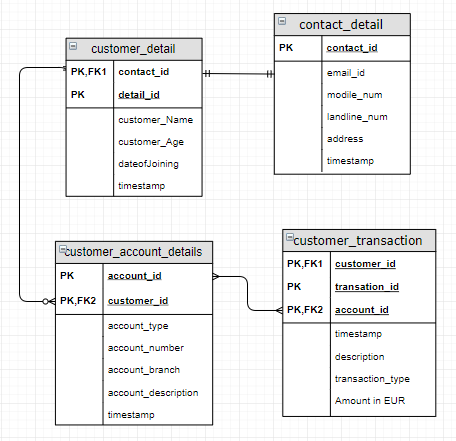 customer_detail
PK,FK1 contact_id
PK detail_id
customer_Name
customer_Age
dateofJoining
timestamp
contact_detail
PK contact_id
email_id
modile_num
landline_num
address
timestamp
customer_account_details
PK account_id
PK,FK2 customer_id
account_type
account_number
account_branch
account_description
timestamp
customer_transaction
PK,FK1 customer_id
PK transation_id
PK,FK2 account_id
timestamp
description
transaction_type
Amount in EUR